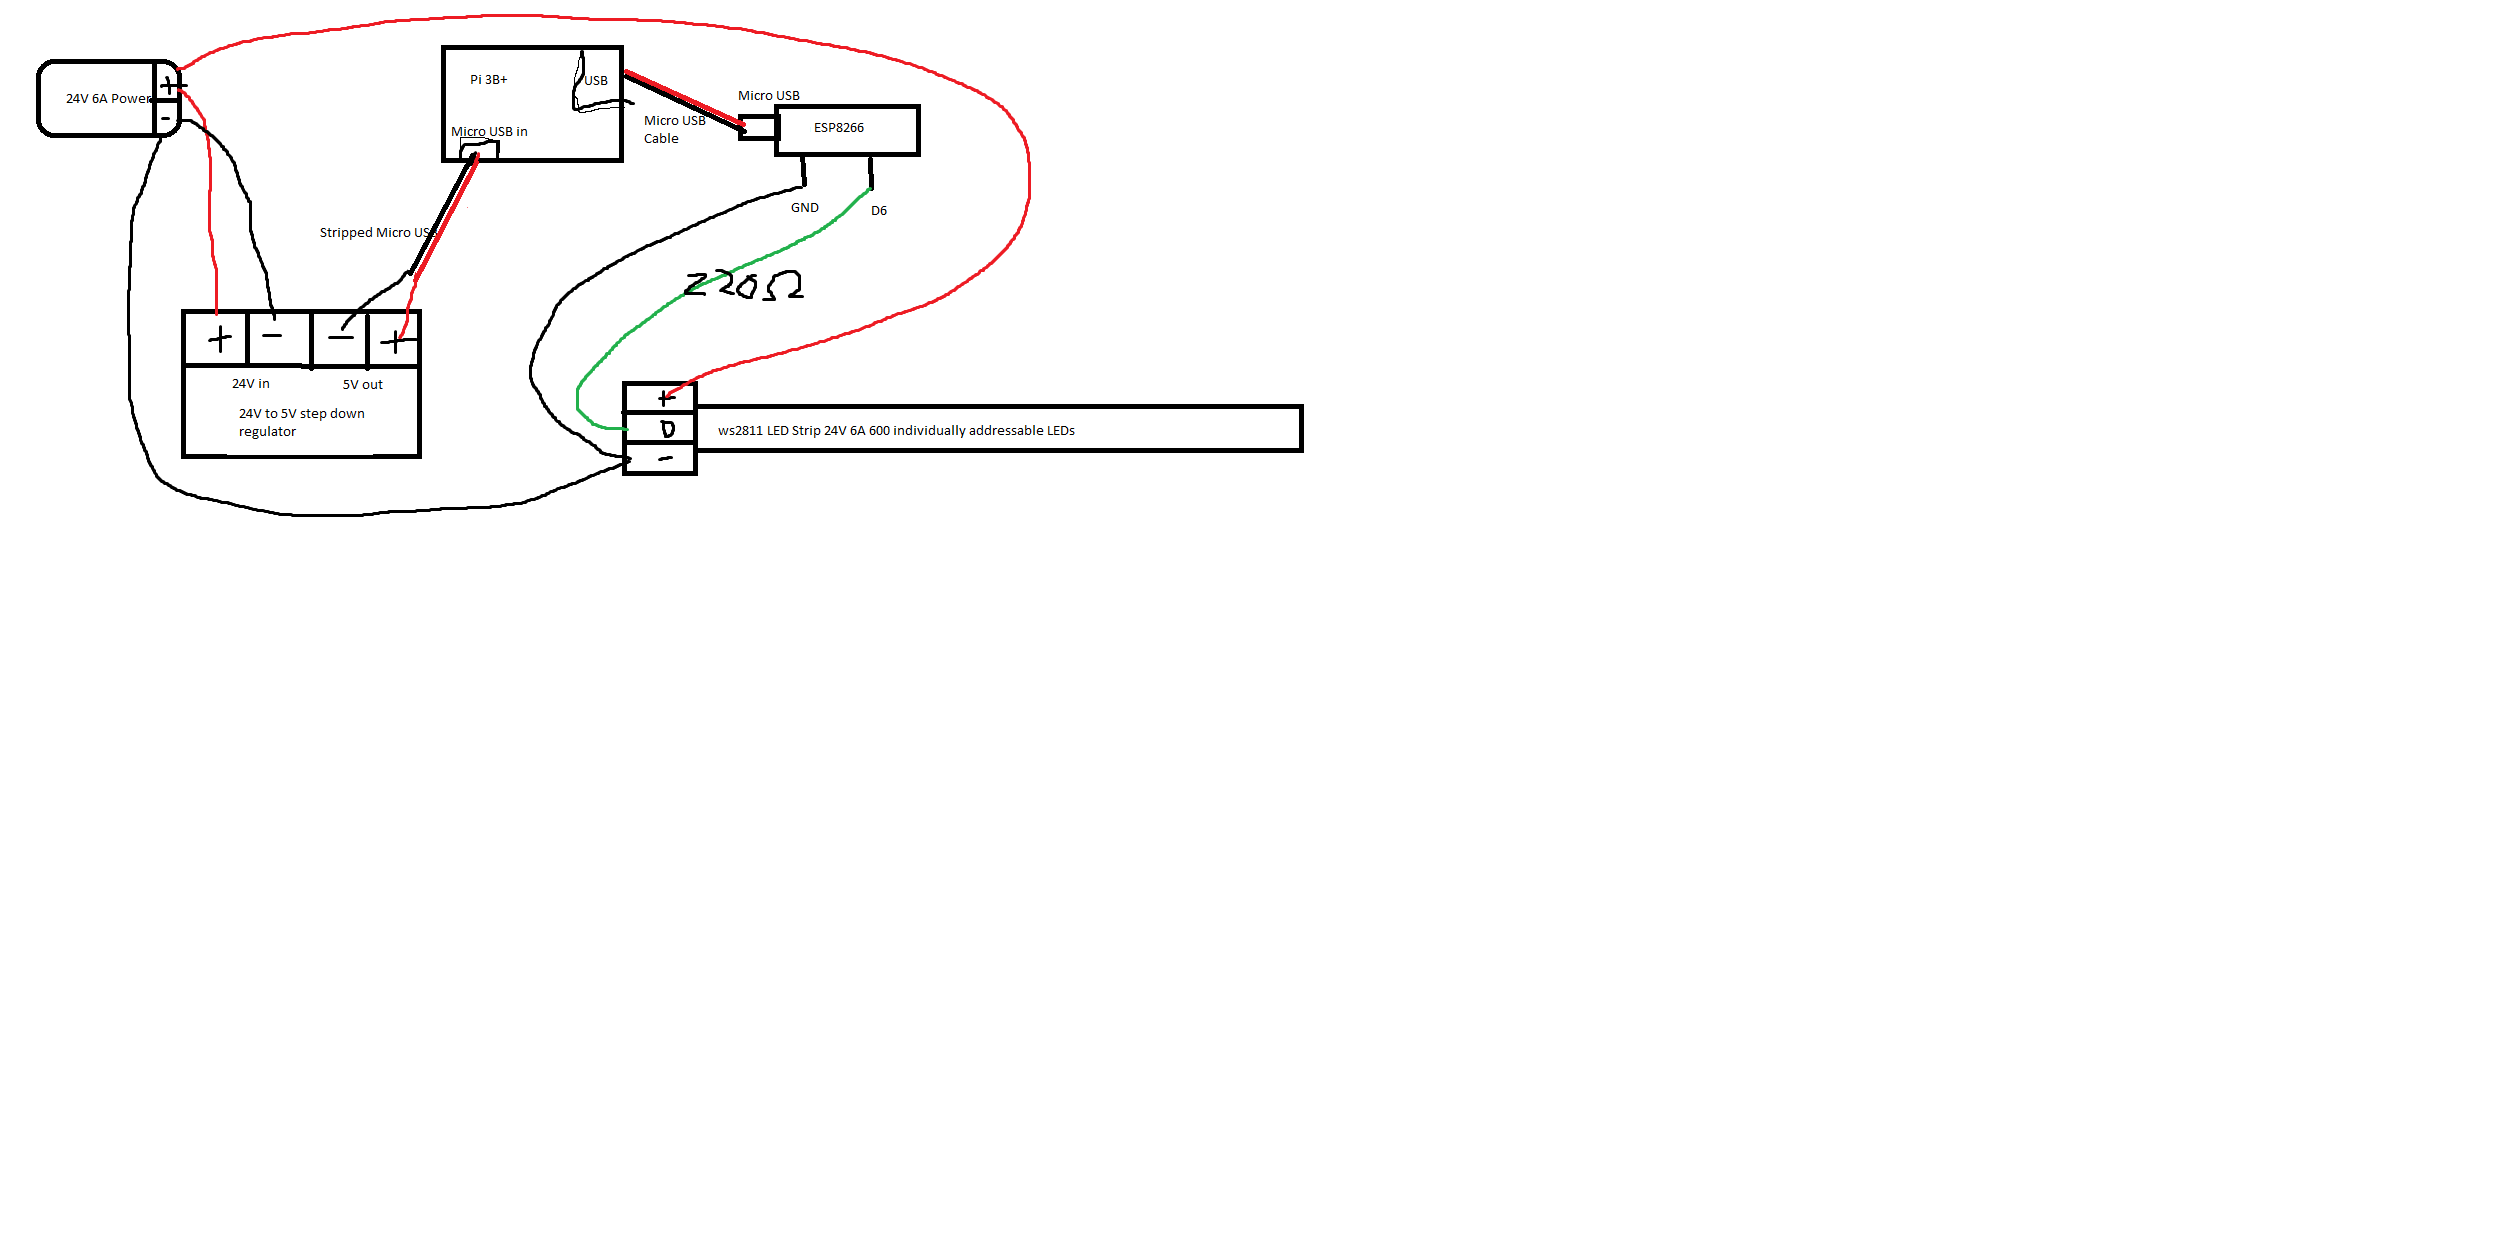 24V 6A Power
+
-
Pi 3B+
USB
Micro USB in
Micro USB
Micro USB
Cable
ESP8266
GND
D6
Stripped Micro USB
220Ω
+
-
-
+
24V in
5V out
24V to 5V step down
regulator
+
D
-
ws2811 LED Strip 24V 6A 600 individually addressable LEDs